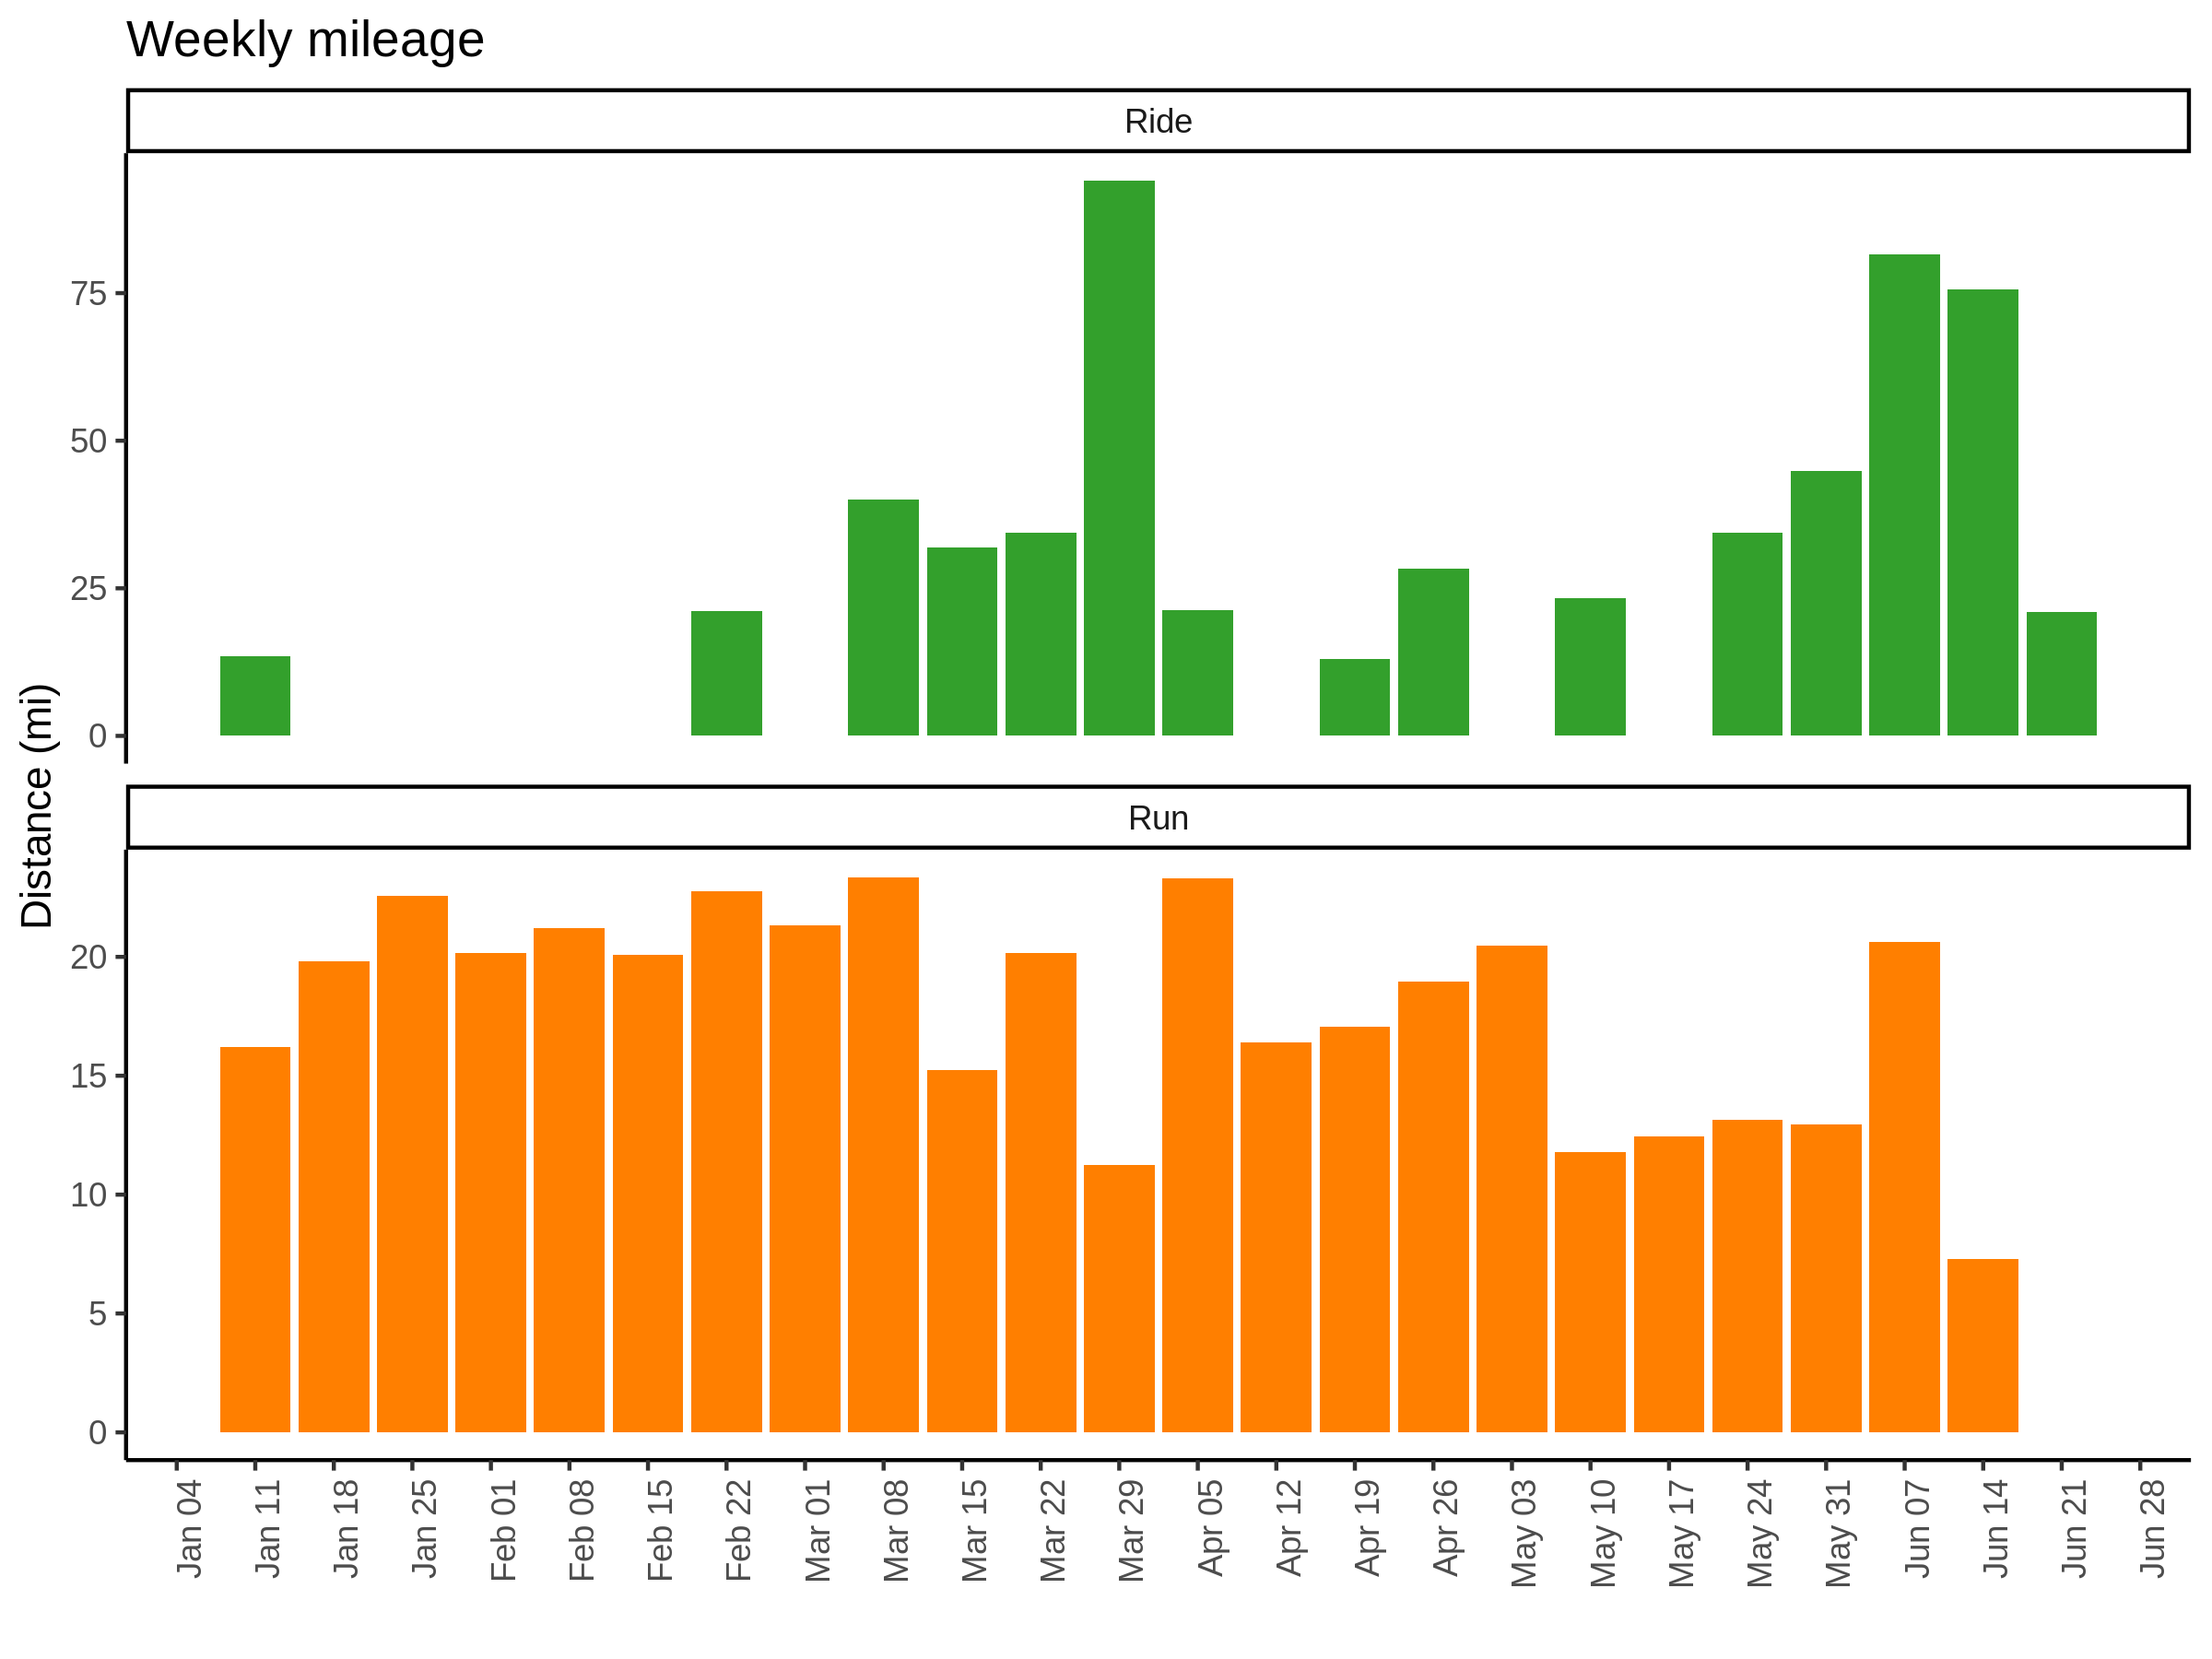 Weekly mileage
Ride
75
50
25
0
Distance (mi)
Run
20
15
10
5
0
Jan 04
Jan 11
Jan 18
Jan 25
Feb 01
Feb 08
Feb 15
Feb 22
Mar 01
Mar 08
Mar 15
Mar 22
Mar 29
Apr 05
Apr 12
Apr 19
Apr 26
May 03
May 10
May 17
May 24
May 31
Jun 07
Jun 14
Jun 21
Jun 28